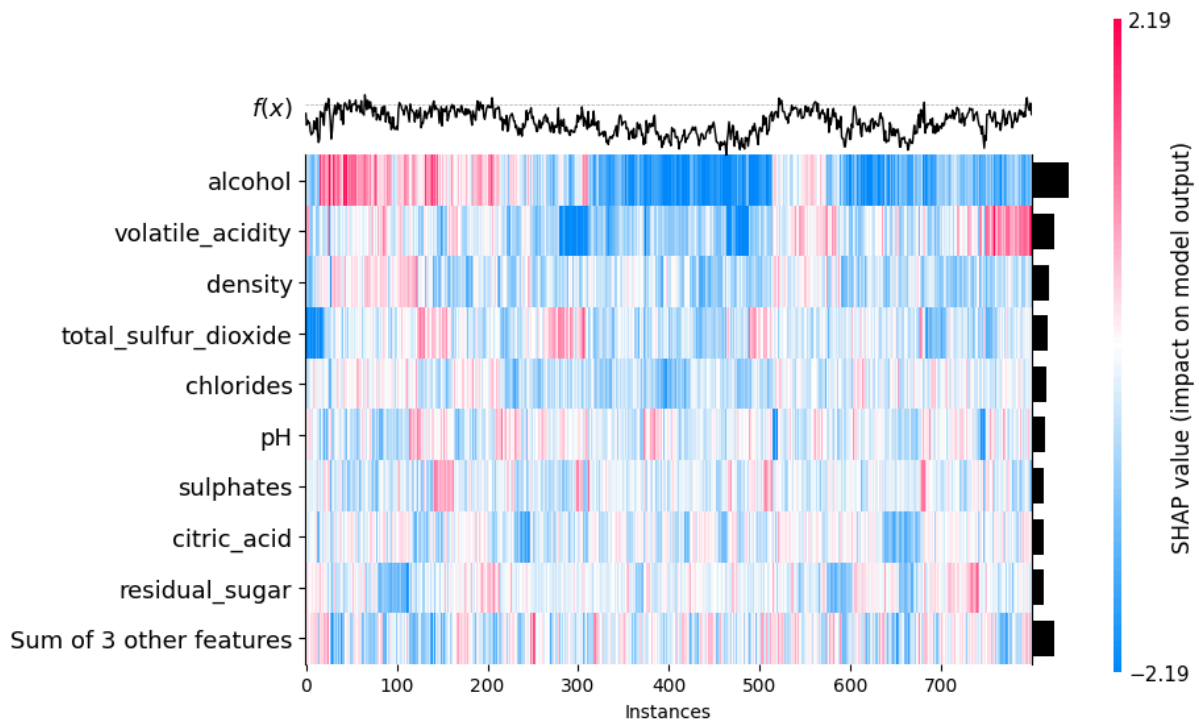 2.19
f(x)
alcohol
volatile_acidity
density
total_sulfur_dioxide
chlorides
pH
sulphates
citric_acid
residual_sugar
Sum of 3 other features
0 100 200 300 400 500 600 700
Instances
−2.19
SHAP value (impact on model output)